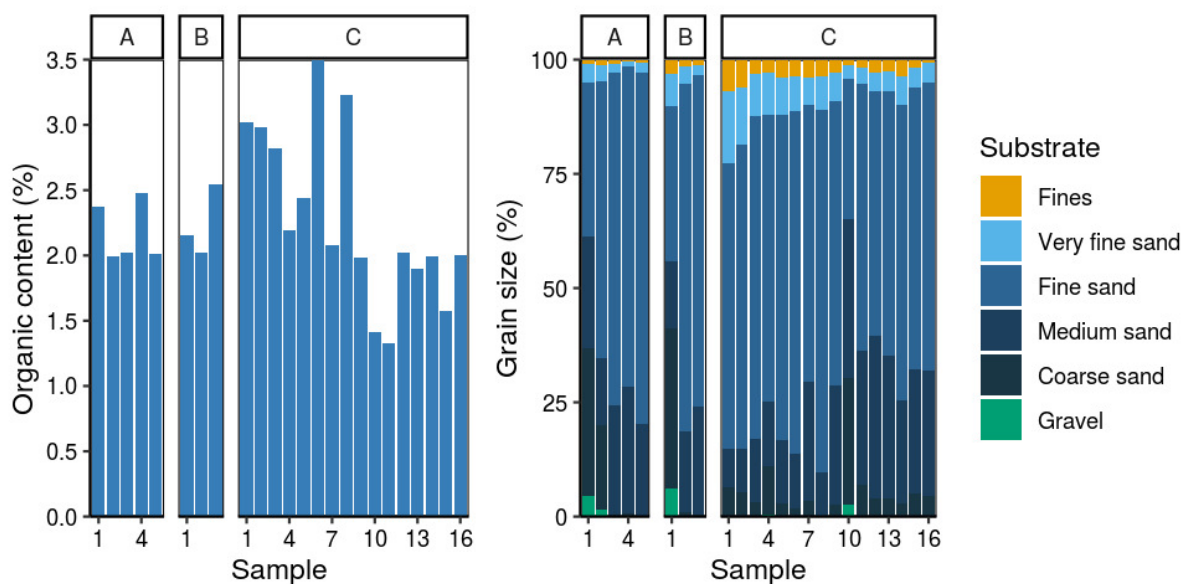 A B C
3.5
3.0
2.5
2.0
1.5
1.0
0.5
0.0
Organic content (%)
1 4 1 1 4 7 10 13 16
Sample
A B C
100
75
50
25
0
Grain size (%)
1 4 1 1 4 7 10 13 16
Sample
Substrate
Fines
Very fine sand
Fine sand
Medium sand
Coarse sand
Gravel